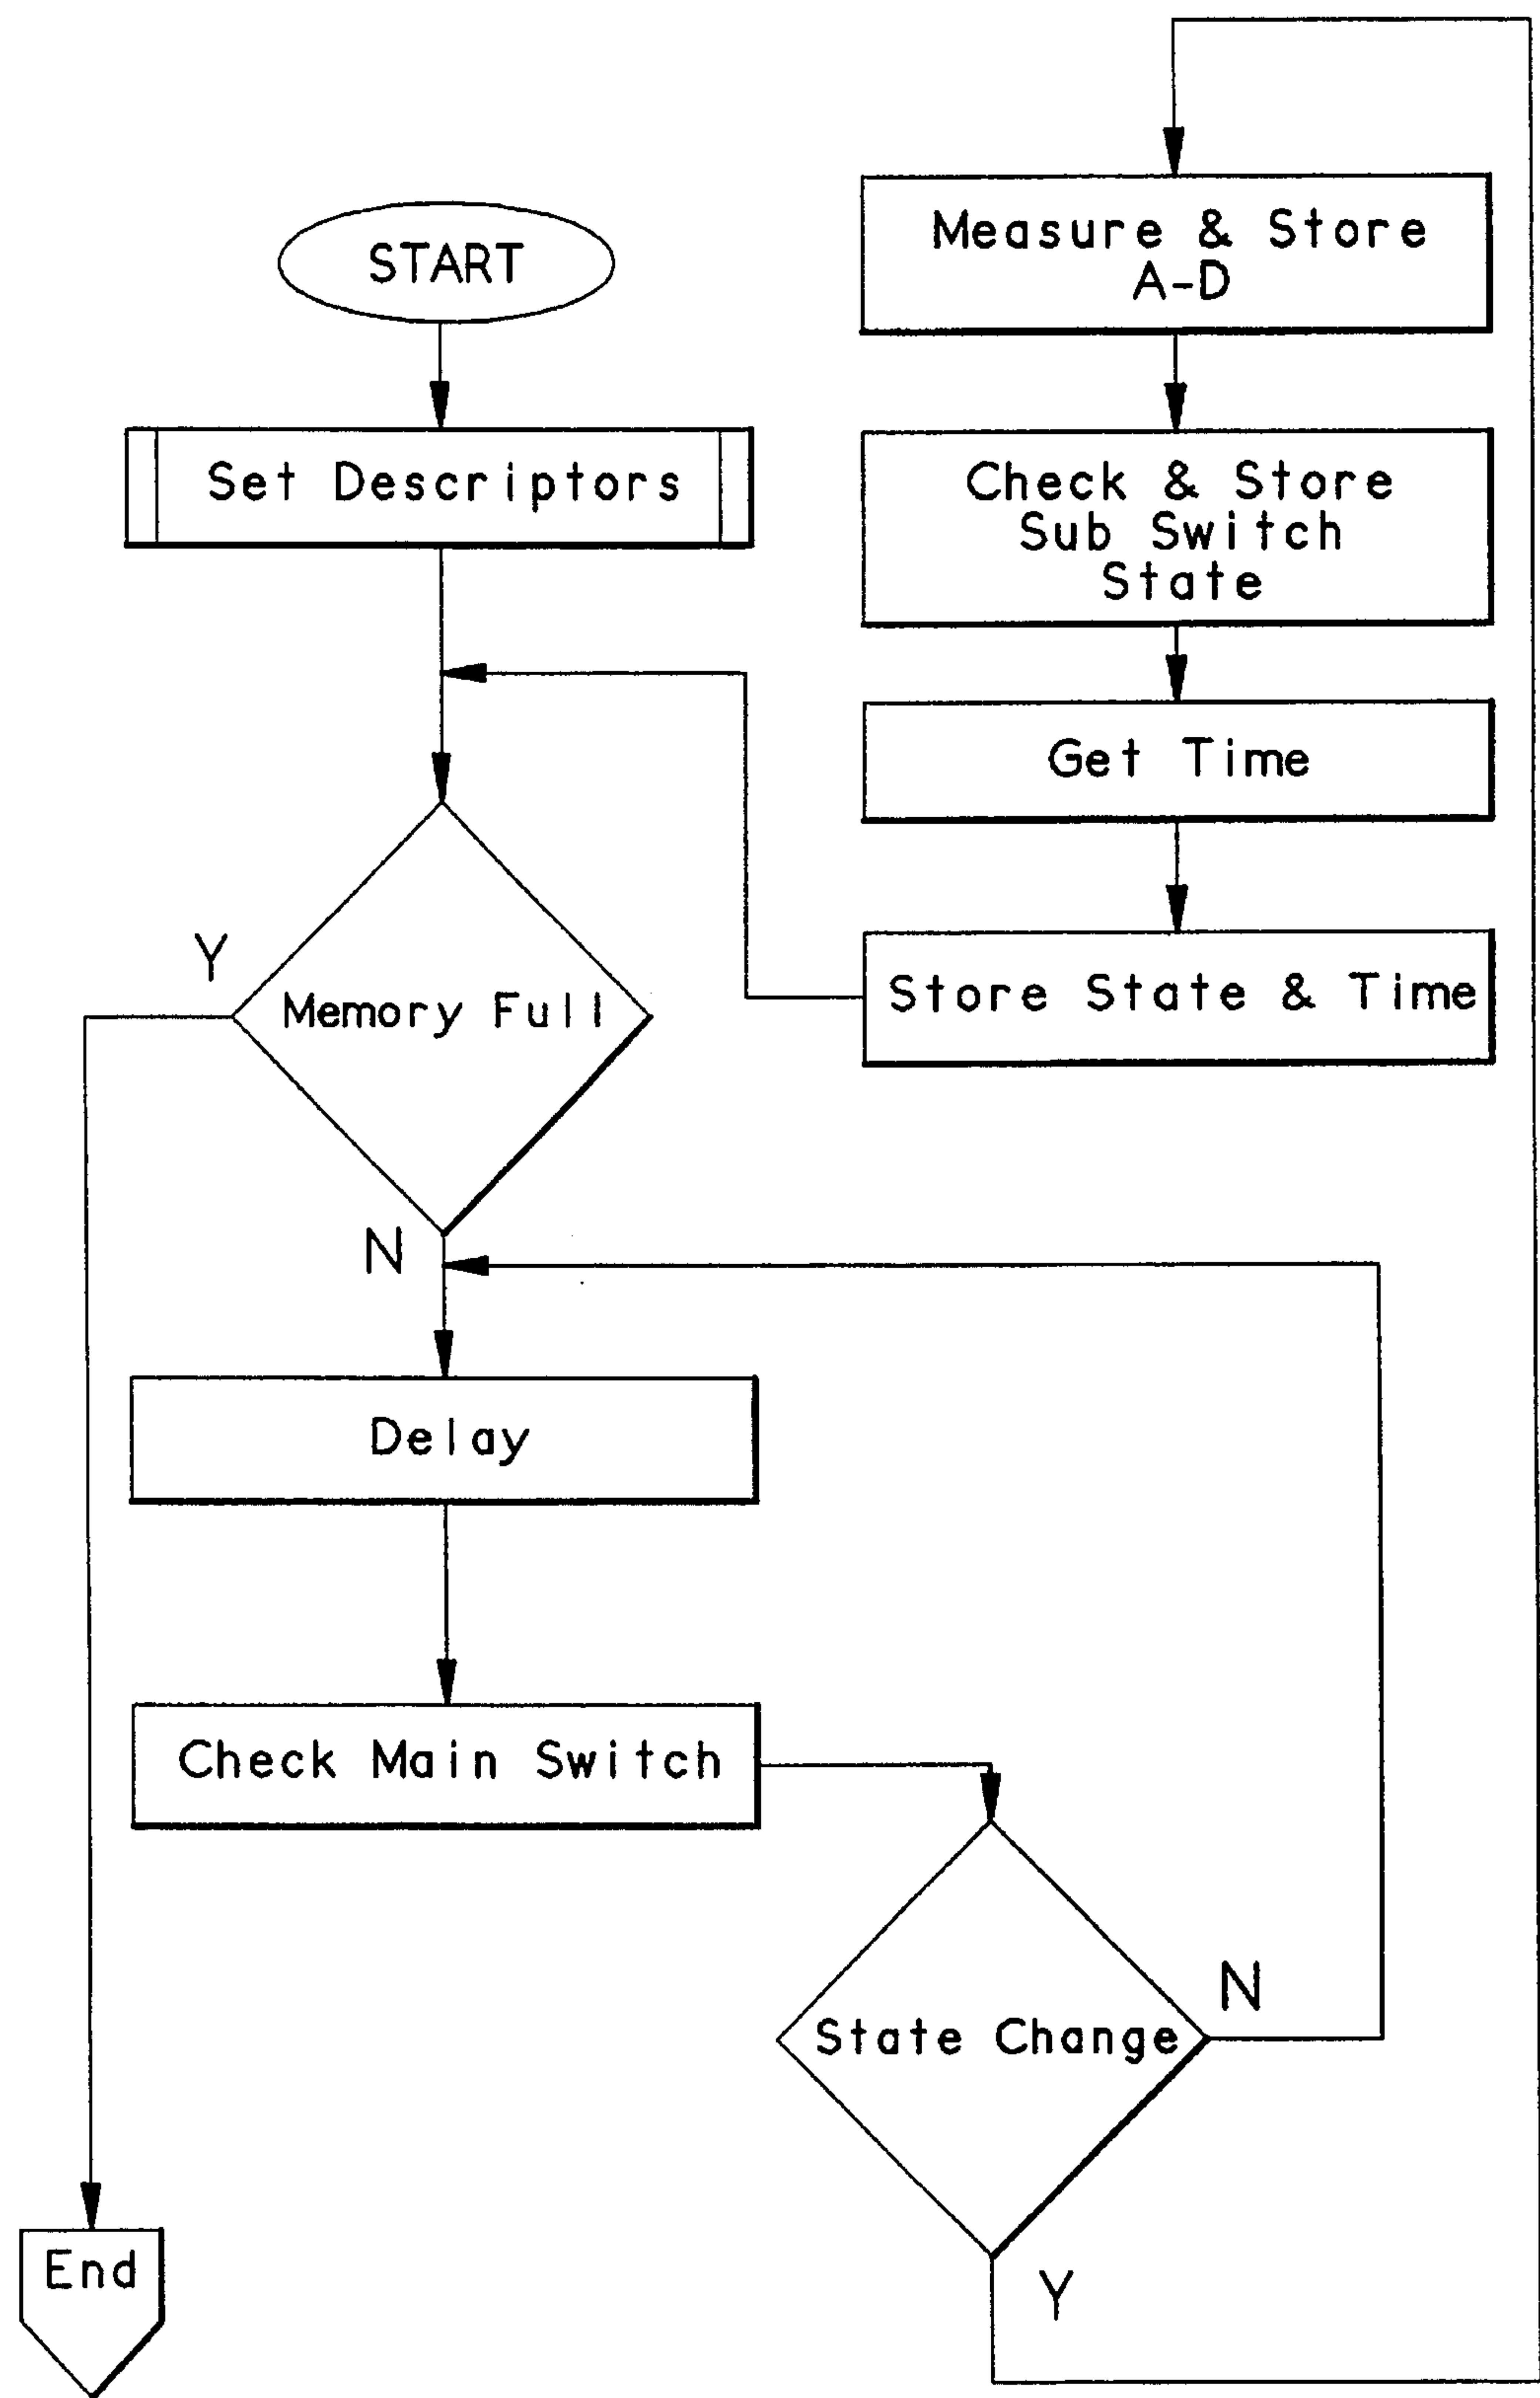 START
Set Descriptors
Y
Memory Full
N
Delay
Check Main Switch
State Change
N
Y
End
Measure & Store
A-D
Check & Store
Sub Switch
State
Get Time
Store State & Time